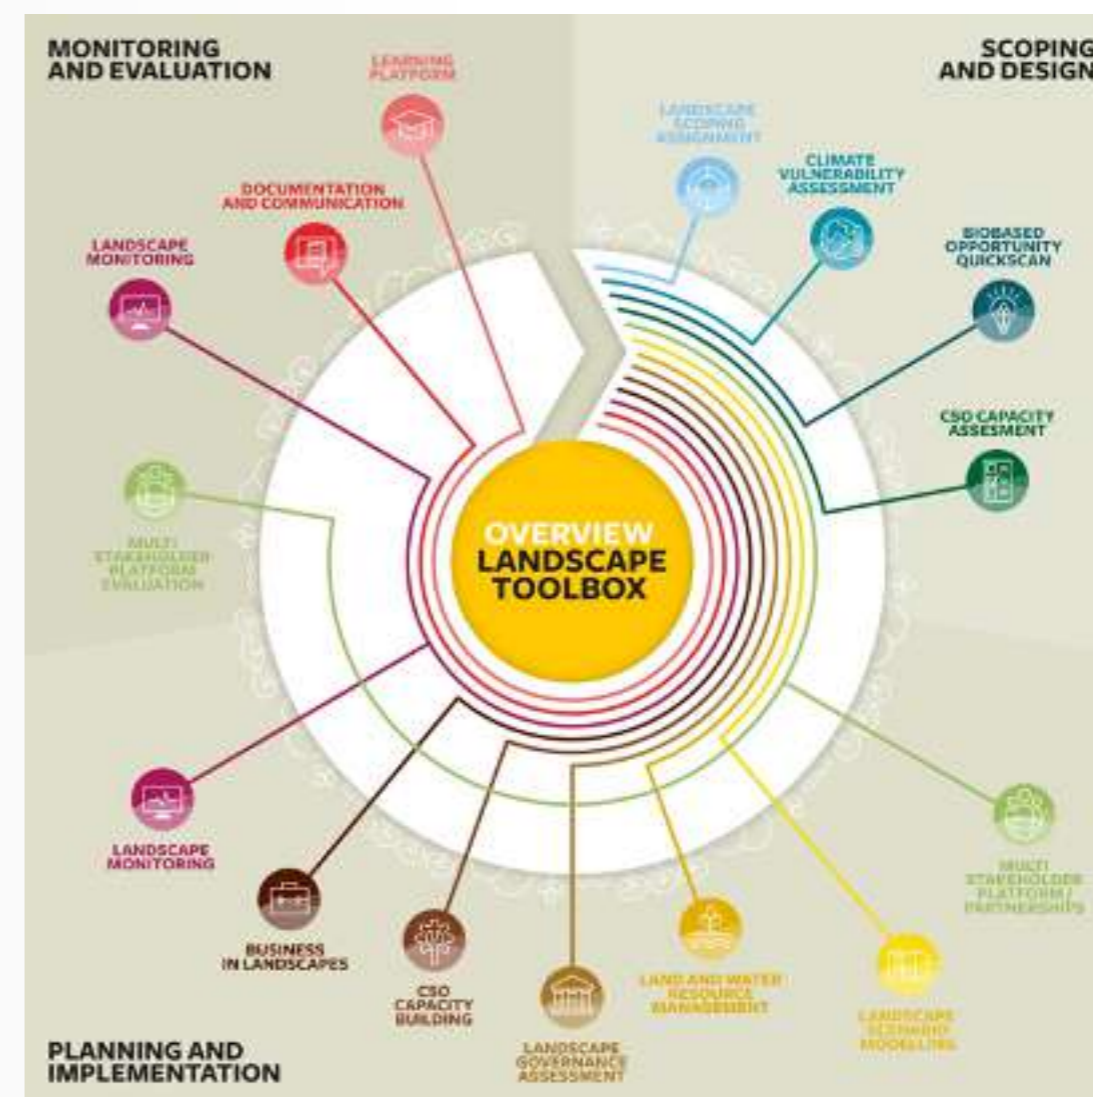 MONITORING
AND EVALUATION
SCOPING
AND DESIGN
LEARNING
PLATFORM
LANDSCAPE
SCOPING
ASSIGNMENT
CLIMATE
VULNERABILITY
ASSESSMENT
DOCUMENTATION
AND COMMUNICATION
LANDSCAPE
MONITORING
BIOBASED
OPPORTUNITY
QUICKSCAN
CSO CAPACITY
ASSESMENT
MULTI
STAKEHOLDER
PLATFORM
EVALUATION
OVERVIEW
LANDSCAPE
TOOLBOX
LANDSCAPE
MONITORING
MULTI
STAKEHOLDER
PLATFORM /
PARTNERSHIPS
BUSINESS
IN LANDSCAPES
CSO
CAPACITY
BUILDING
LAND AND WATER
RESOURCE
MANAGEMENT
LANDSCAPE
SCENARIO
MODELLING
LANDSCAPE
GOVERNANCE
ASSESSMENT
PLANNING AND
IMPLEMENTATION